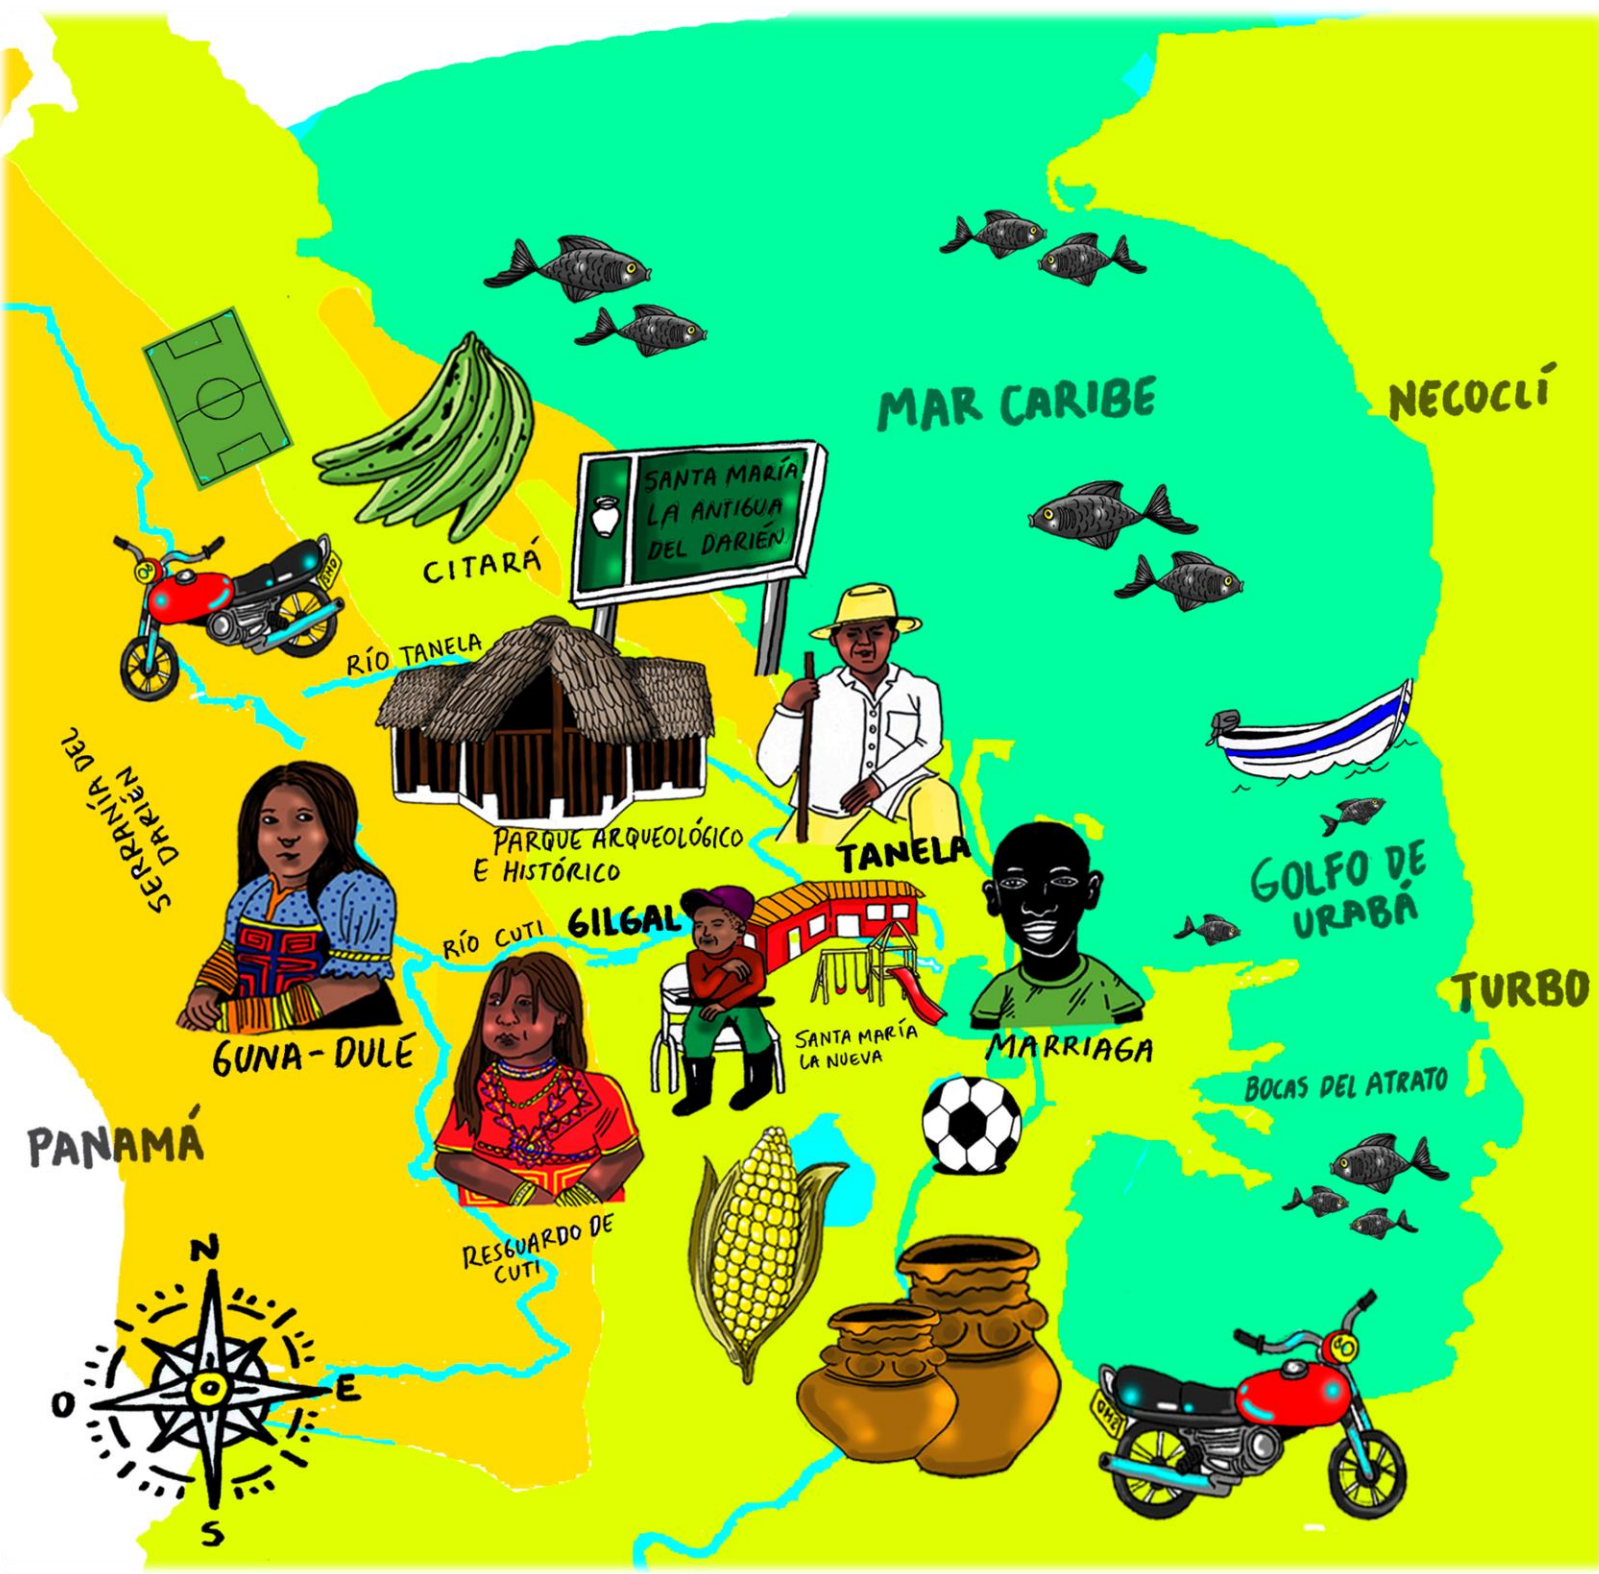 MAR CARIBE
NECOCLÍ
SANTA MARÍA
LA ANTIGUA
DEL DARIÉN
CITARÁ
RÍO TANELA
SERRANÍA DEL
DARIÉN
PARQUE ARQUEOLÓGICO
E HISTÓRICO
TANELA
GOLFO DE
URABÁ
GILGAL
RÍO CUTI
TURBO
GUNA-DULE
SANTA MARÍA
LA NUEVA
MARRIAGA
BOCAS DEL ATRATO
PANAMÁ
RESGUARDO DE
CUTI
N
O
E
S